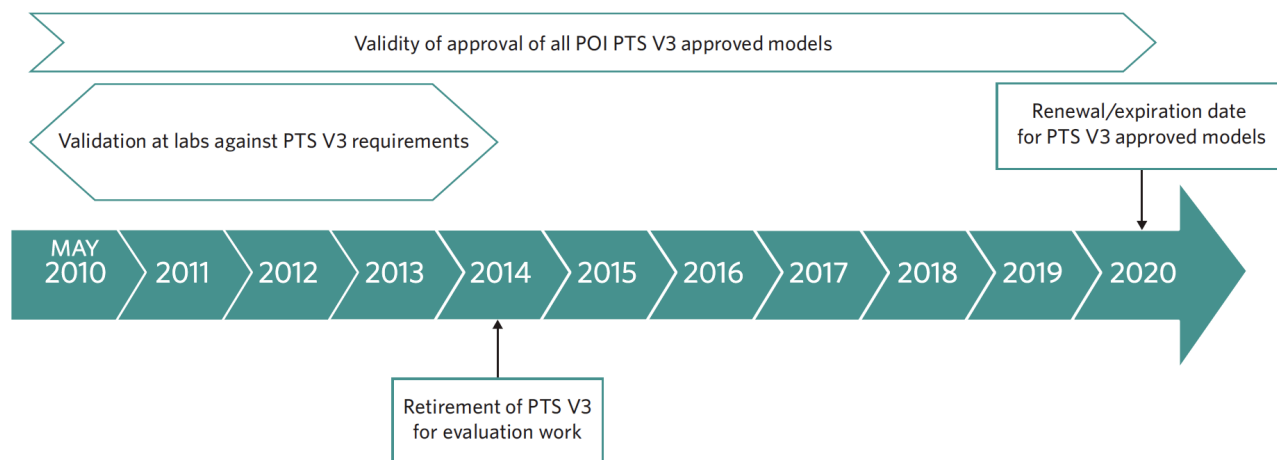 Validity of approval of all POI PTS V3 approved models
Validation at labs against PTS V3 requirements
Renewal/expiration date
for PTS V3 approved models
MAY
2010
2011
2012
2013
2014
2015
2016
2017
2018
2019
2020
Retirement of PTS V3
for evaluation work